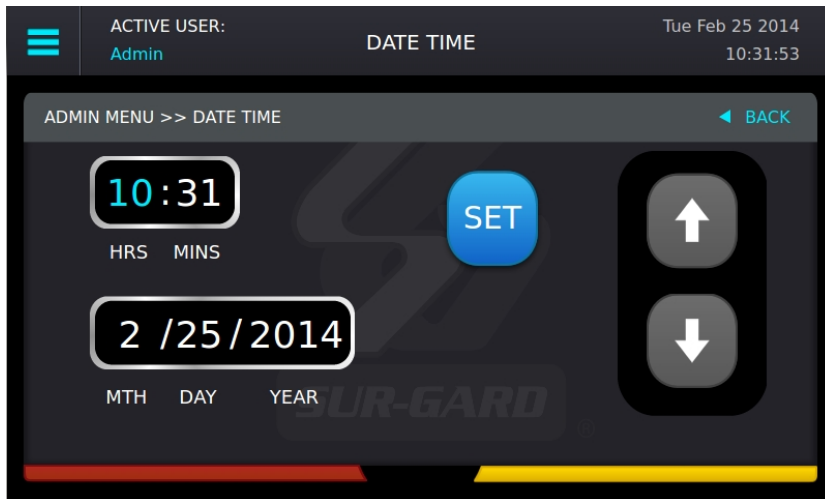 ACTIVE USER:
Admin
DATE TIME
Tue Feb 25 2014
10:31:53
ADMIN MENU >> DATE TIME
◀ BACK
10:31
HRS MINS
SET
2 /25/2014
MTH DAY YEAR
SUR-GARD®